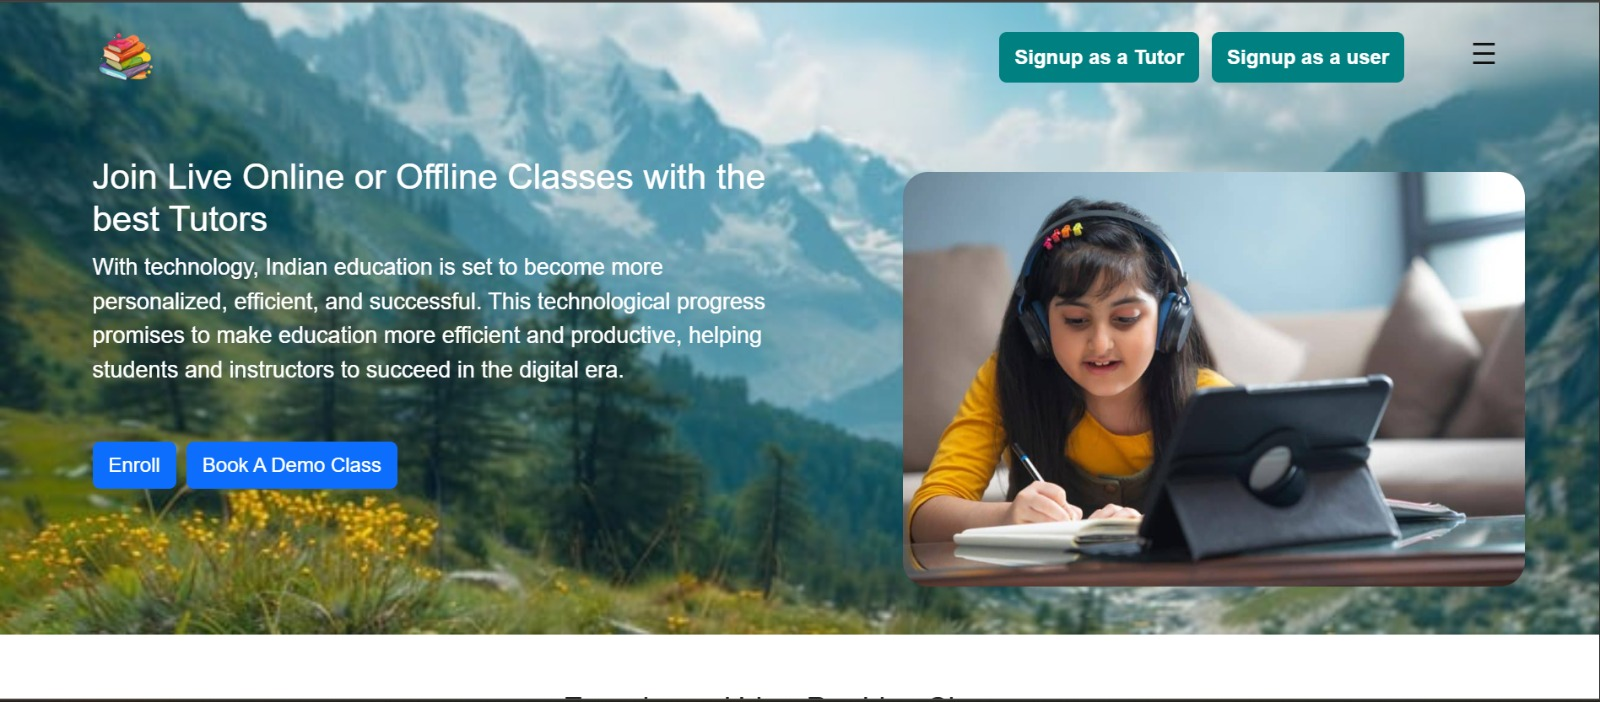 Signup as a Tutor
Signup as a user
Join Live Online or Offline Classes with the
best Tutors
With technology, Indian education is set to become more
personalized, efficient, and successful. This technological progress
promises to make education more efficient and productive, helping
students and instructors to succeed in the digital era.
Enroll
Book A Demo Class